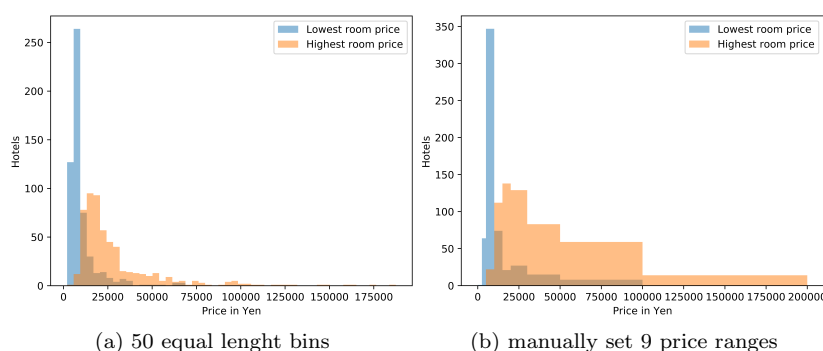 Lowest room price
Highest room price
250
200
150
100
50
0
Hotels
0 25000 50000 75000 100000 125000 150000 175000
Price in Yen
(a) 50 equal lenght bins
Lowest room price
Highest room price
350
300
250
200
150
100
50
0
Hotels
0 25000 50000 75000 100000 125000 150000 175000 200000
Price in Yen
(b) manually set 9 price ranges